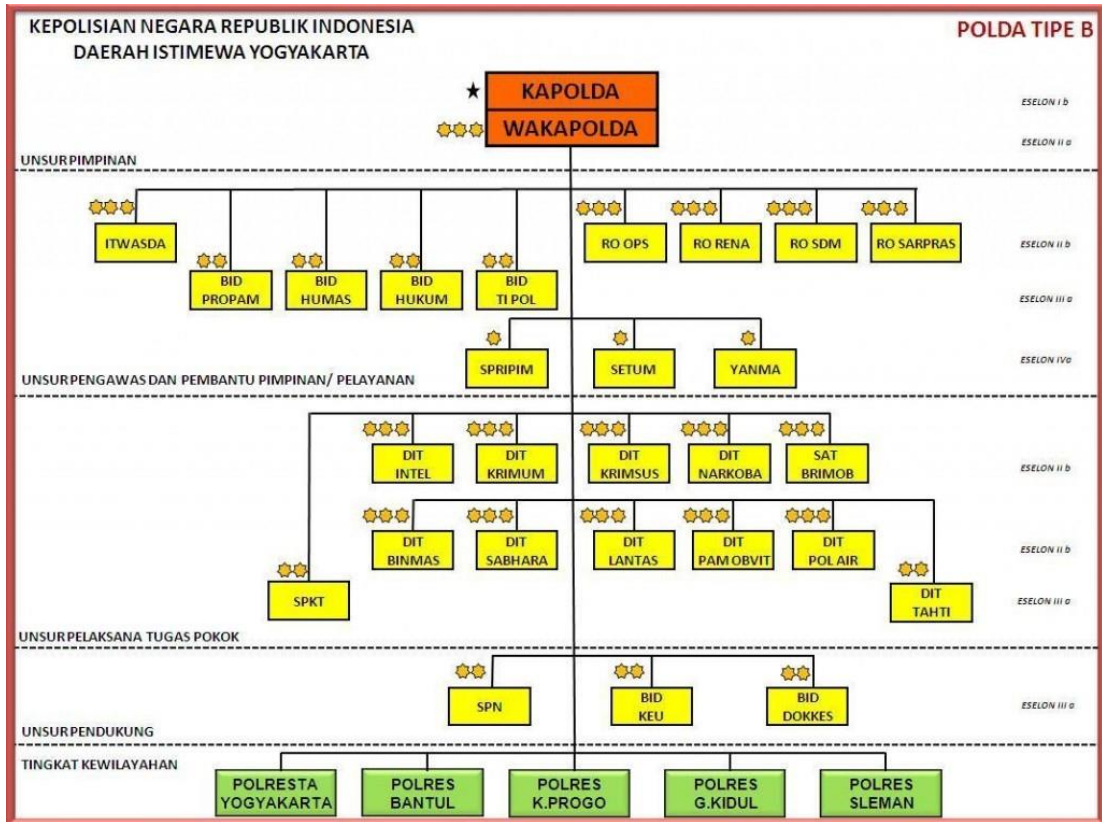 KEPOLISIAN NEGARA REPUBLIK INDONESIA
DAERAH ISTIMEWA YOGYAKARTA
POLDA TIPE B
KAPOLDA
ESELON I b
WAKAPOLDA
ESELON II a
UNSUR PIMPINAN
ITWASDA
RO OPS
RO RENA
RO SDM
RO SARPRAS
ESELON II b
BID
PROPAM
BID
HUMAS
BID
HUKUM
BID
TI POL
ESELON III a
SPRIPIM
SETUM
YANMA
ESELON IVa
UNSUR PENGAWAS DAN PEMBANTU PIMPINAN/ PELAYANAN
DIT
INTEL
DIT
KRIMUM
DIT
KRIMSUS
DIT
NARKOBA
SAT
BRIMOB
ESELON II b
DIT
BINMAS
DIT
SABHARA
DIT
LANTAS
DIT
PAM OBVIT
DIT
POL AIR
ESELON II b
SPKT
DIT
TAHTI
ESELON III a
UNSUR PELAKSANA TUGAS POKOK
SPN
BID
KEU
BID
DOKKES
ESELON III a
UNSUR PENDUKUNG
TINGKAT KEWILAYAHAN
POLRESTA
YOGYAKARTA
POLRES
BANTUL
POLRES
K.PROGO
POLRES
G.KIDUL
POLRES
SLEMAN